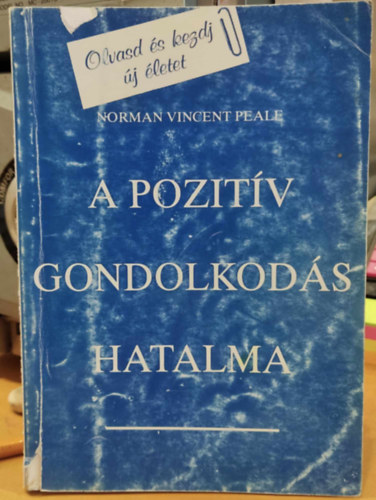 Olvasd és kezdj
új életet
NORMAN VINCENT PEALE
A POZITÍV
GONDOLKODÁS
HATALMA